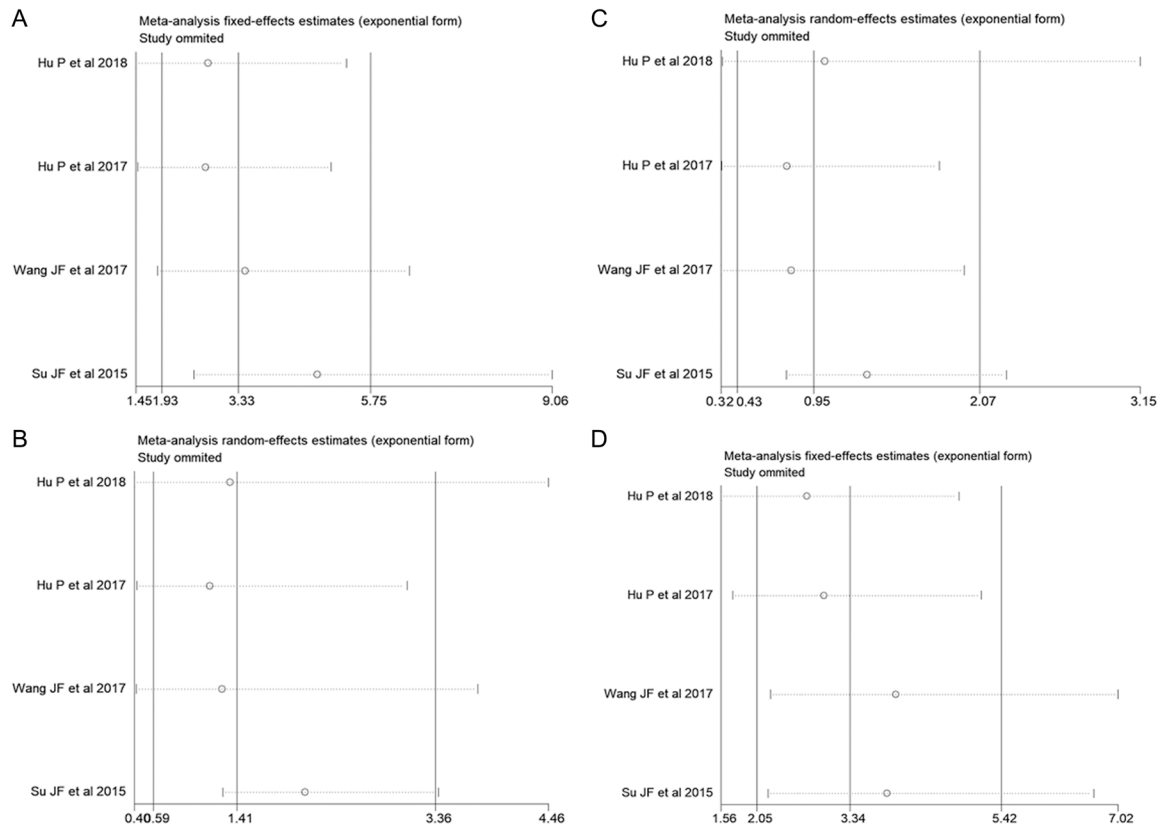 A
Meta-analysis fixed-effects estimates (exponential form)
Study ommited
Hu P et al 2018
Hu P et al 2017
Wang JF et al 2017
Su JF et al 2015
1.45 1.93 3.33 5.75 9.06
C
Meta-analysis random-effects estimates (exponential form)
Study ommited
Hu P et al 2018
Hu P et al 2017
Wang JF et al 2017
Su JF et al 2015
0.32 0.43 0.95 2.07 3.15
B
Meta-analysis random-effects estimates (exponential form)
Study ommited
Hu P et al 2018
Hu P et al 2017
Wang JF et al 2017
Su JF et al 2015
0.40 0.59 1.41 3.36 4.46
D
Meta-analysis fixed-effects estimates (exponential form)
Study ommited
Hu P et al 2018
Hu P et al 2017
Wang JF et al 2017
Su JF et al 2015
1.56 2.05 3.34 5.42 7.02